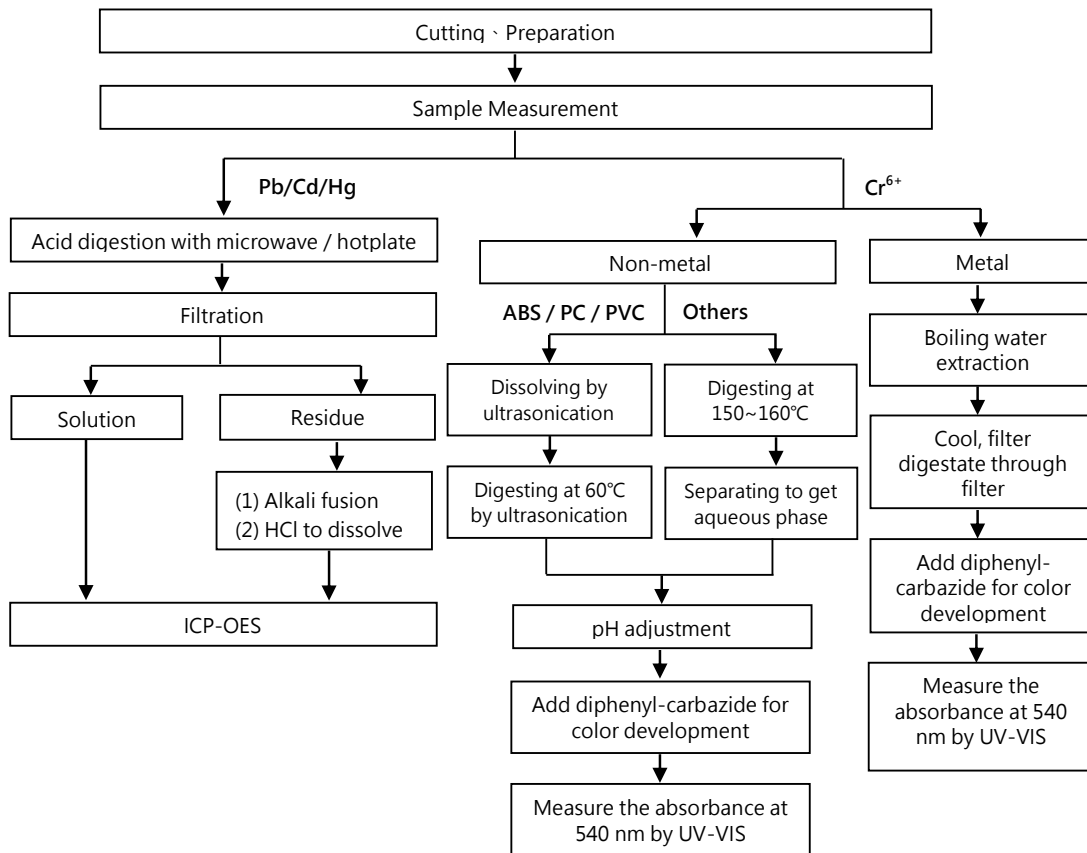 Cutting、Preparation
Sample Measurement
Pb/Cd/Hg
Cr⁶⁺
Acid digestion with microwave / hotplate
Filtration
Solution
Residue
(1) Alkali fusion
(2) HCl to dissolve
ICP-OES
Non-metal
ABS / PC / PVC
Others
Dissolving by
ultrasonication
Digesting at 60℃
by ultrasonication
Digesting at
150~160℃
Separating to get
aqueous phase
pH adjustment
Add diphenyl-carbazide for
color development
Measure the absorbance at
540 nm by UV-VIS
Metal
Boiling water
extraction
Cool, filter
digestate through
filter
Add diphenyl-
carbazide for color
development
Measure the
absorbance at 540
nm by UV-VIS